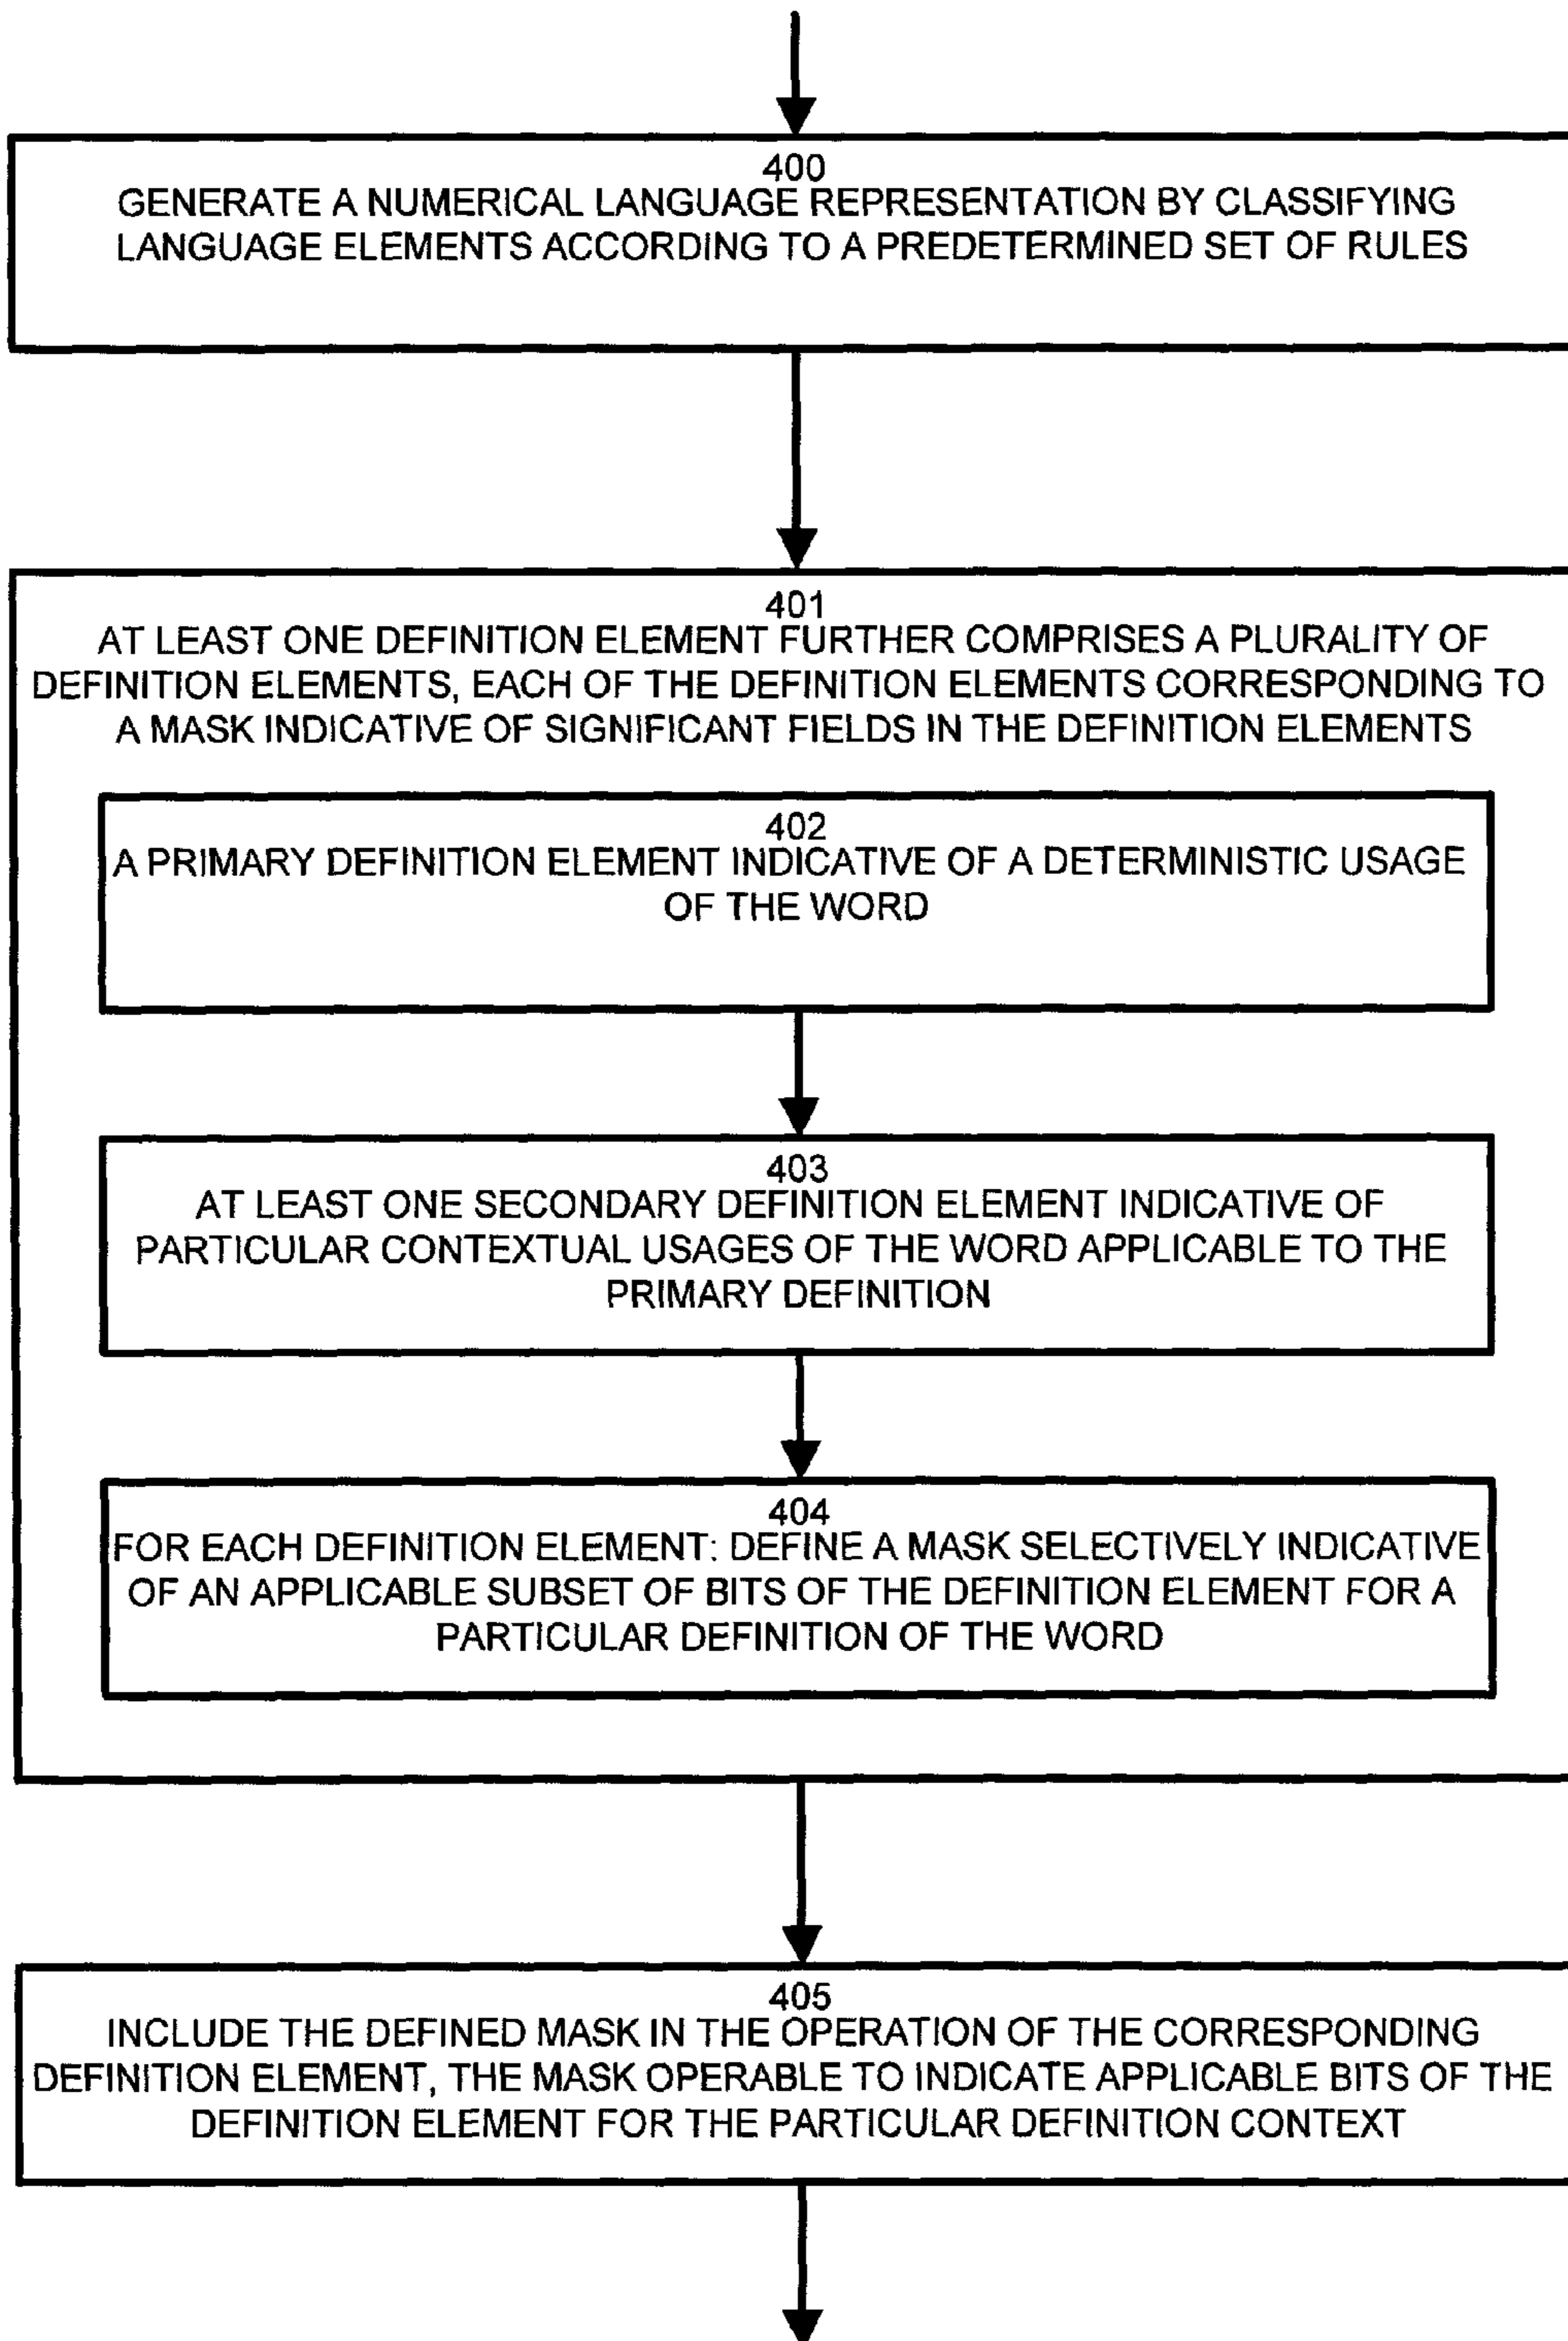 400
GENERATE A NUMERICAL LANGUAGE REPRESENTATION BY CLASSIFYING
LANGUAGE ELEMENTS ACCORDING TO A PREDETERMINED SET OF RULES
401
AT LEAST ONE DEFINITION ELEMENT FURTHER COMPRISES A PLURALITY OF
DEFINITION ELEMENTS, EACH OF THE DEFINITION ELEMENTS CORRESPONDING TO
A MASK INDICATIVE OF SIGNIFICANT FIELDS IN THE DEFINITION ELEMENTS
402
A PRIMARY DEFINITION ELEMENT INDICATIVE OF A DETERMINISTIC USAGE
OF THE WORD
403
AT LEAST ONE SECONDARY DEFINITION ELEMENT INDICATIVE OF
PARTICULAR CONTEXTUAL USAGES OF THE WORD APPLICABLE TO THE
PRIMARY DEFINITION
404
FOR EACH DEFINITION ELEMENT: DEFINE A MASK SELECTIVELY INDICATIVE
OF AN APPLICABLE SUBSET OF BITS OF THE DEFINITION ELEMENT FOR A
PARTICULAR DEFINITION OF THE WORD
405
INCLUDE THE DEFINED MASK IN THE OPERATION OF THE CORRESPONDING
DEFINITION ELEMENT, THE MASK OPERABLE TO INDICATE APPLICABLE BITS OF THE
DEFINITION ELEMENT FOR THE PARTICULAR DEFINITION CONTEXT